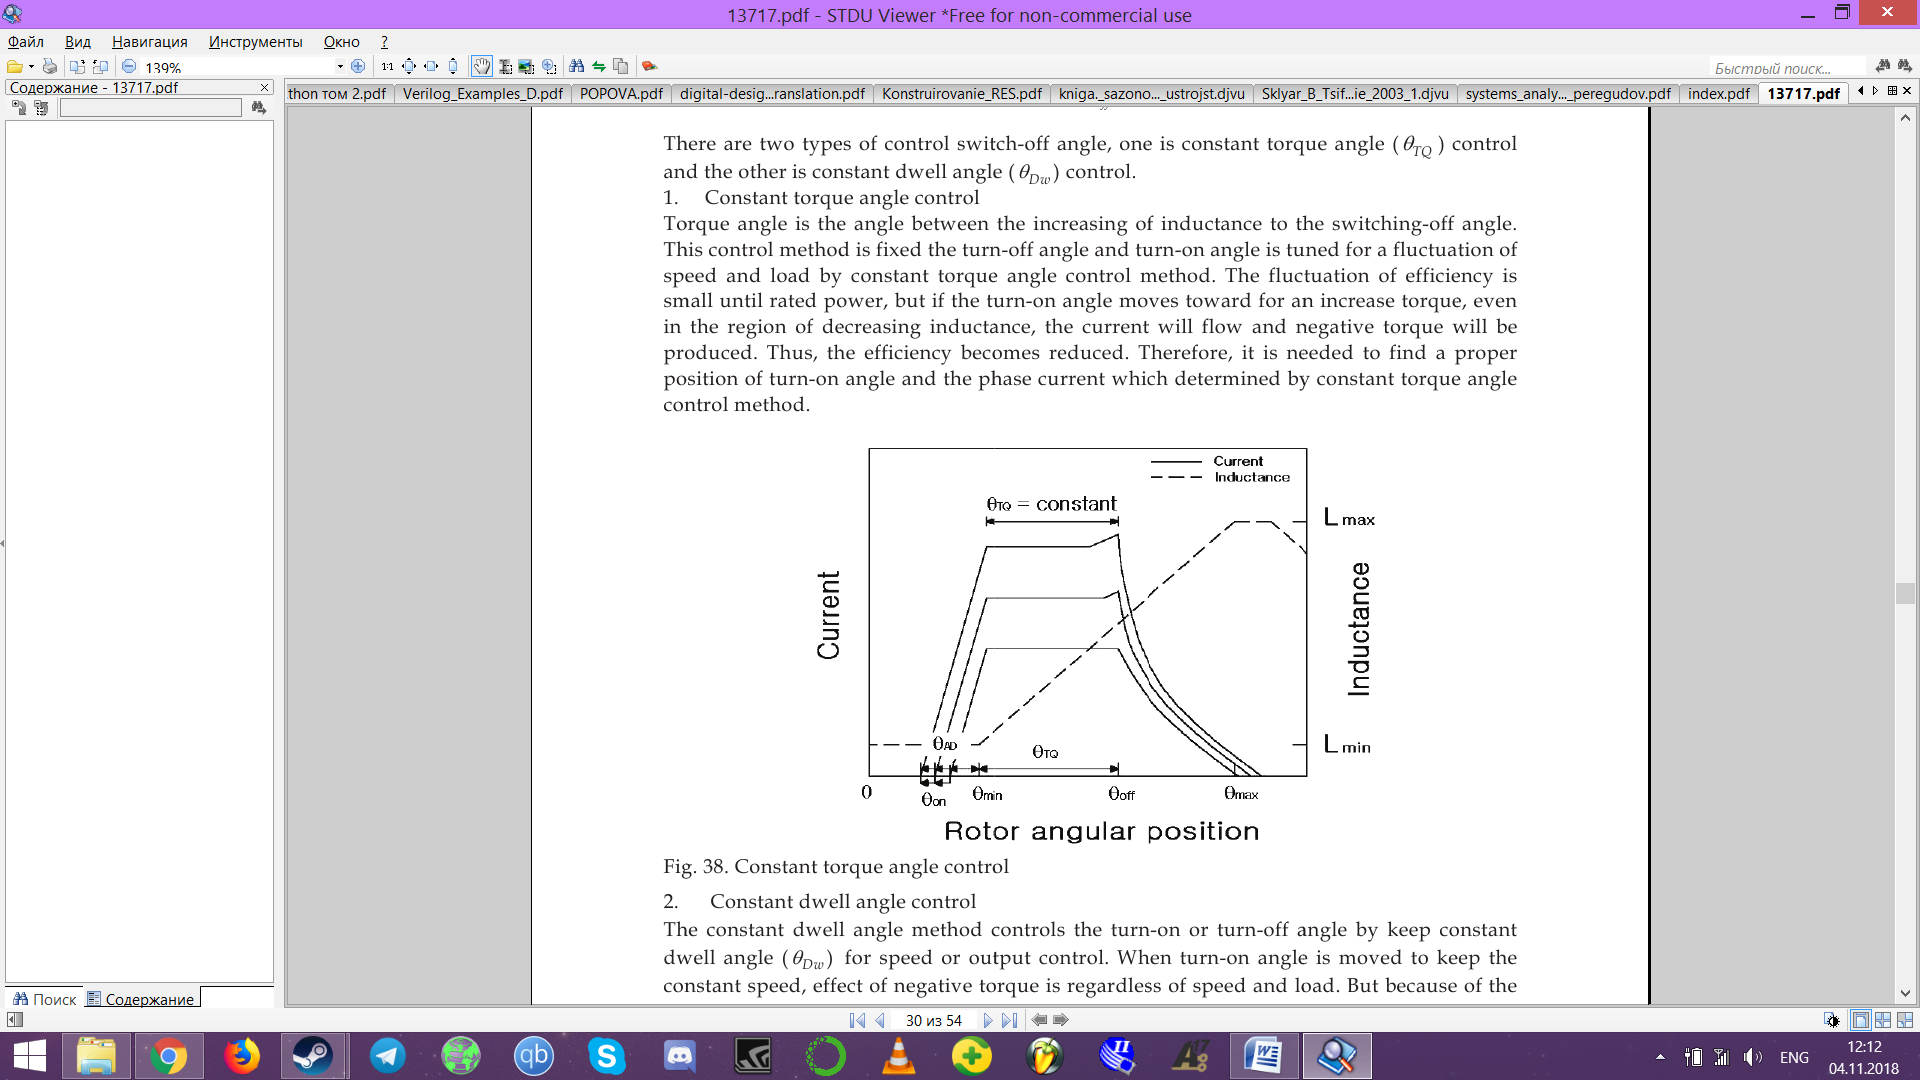 13717.pdf - STDU Viewer *Free for non-commercial use
Файл Вид Навигация Инструменты Окно ?
139%
1:1
Быстрый поиск...
Содержание - 13717.pdf
thon том 2.pdf Verilog_Examples_D.pdf POPOVA.pdf digital-desig...ranslation.pdf Konstruirovanie_RES.pdf kniga._sazono..._ustrojst.djvu Sklyar_B_Tsif...ie_2003_1.djvu systems_analy..._peregudov.pdf index.pdf 13717.pdf
There are two types of control switch-off angle, one is constant torque angle (θTQ) control
and the other is constant dwell angle (θDw) control.
1. Constant torque angle control
Torque angle is the angle between the increasing of inductance to the switching-off angle.
This control method is fixed the turn-off angle and turn-on angle is tuned for a fluctuation of
speed and load by constant torque angle control method. The fluctuation of efficiency is
small until rated power, but if the turn-on angle moves toward for an increase torque, even
in the region of decreasing inductance, the current will flow and negative torque will be
produced. Thus, the efficiency becomes reduced. Therefore, it is needed to find a proper
position of turn-on angle and the phase current which determined by constant torque angle
control method.
Current
Inductance
θTQ = constant
Lmax
Current
Inductance
θAD
θTQ
Lmin
0 θon θmin θoff θmax
Rotor angular position
Fig. 38. Constant torque angle control
2. Constant dwell angle control
The constant dwell angle method controls the turn-on or turn-off angle by keep constant
dwell angle (θDw) for speed or output control. When turn-on angle is moved to keep the
constant speed, effect of negative torque is regardless of speed and load. But because of the
Поиск Содержание
30 из 54
qb
II
A17
W
ENG
12:12
04.11.2018